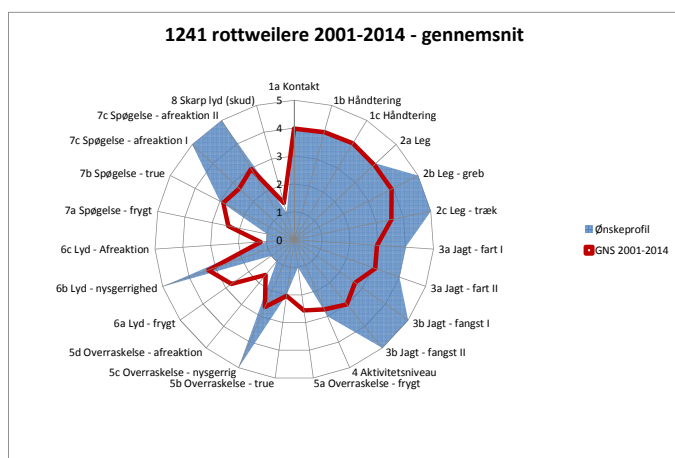 1241 rottweilere 2001-2014 - gennemsnit
1a Kontakt
1b Håndtering
1c Håndtering
2a Leg
2b Leg - greb
2c Leg - træk
3a Jagt - fart I
3a Jagt - fart II
3b Jagt - fangst I
3b Jagt - fangst II
4 Aktivitetsniveau
5a Overraskelse - frygt
5b Overraskelse - true
5c Overraskelse - nysgerrig
5d Overraskelse - afreaktion
6a Lyd - frygt
6b Lyd - nysgerrighed
6c Lyd - Afreaktion
7a Spøgelse - frygt
7b Spøgelse - true
7c Spøgelse - afreaktion I
7c Spøgelse - afreaktion II
8 Skarp lyd (skud)
5
4
3
2
1
0
Ønskeprofil
GNS 2001-2014